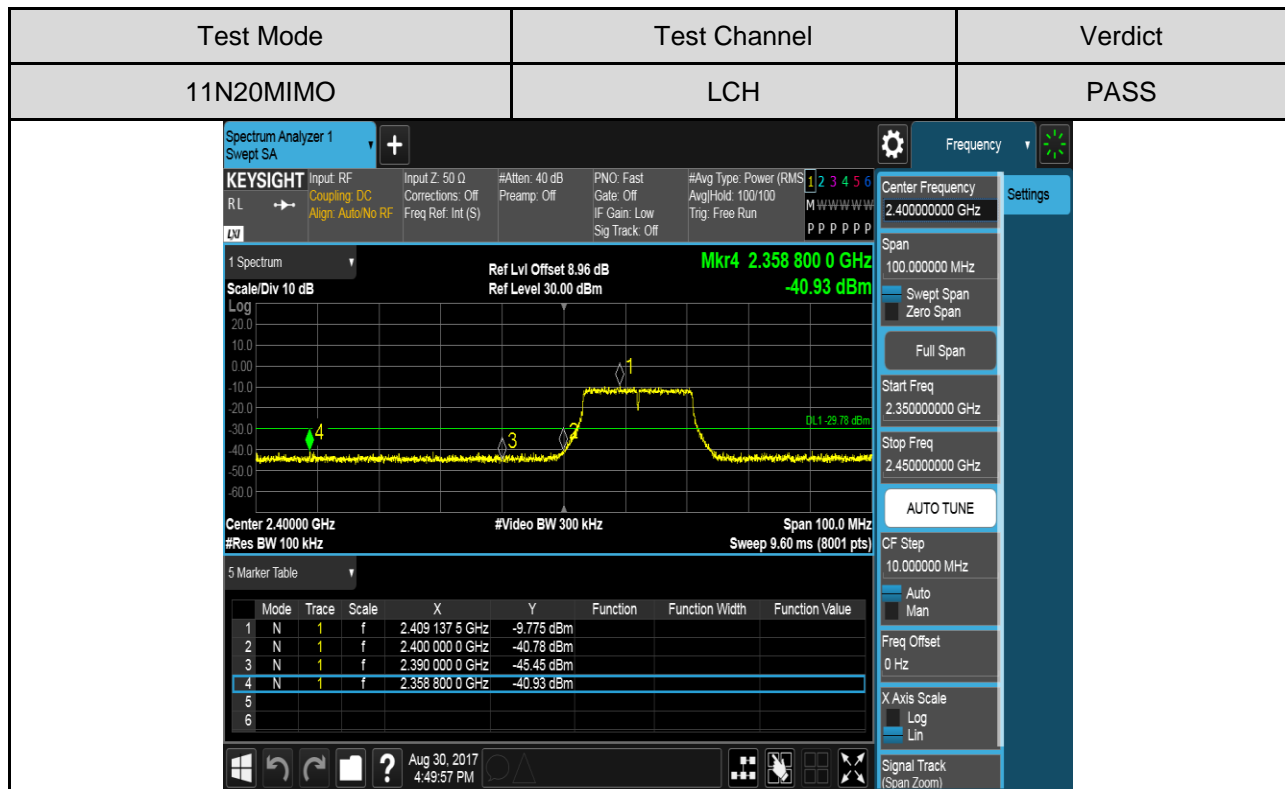 Test Mode Test Channel Verdict
11N20MIMO LCH PASS
Spectrum Analyzer 1
Swept SA
+
Frequency
KEYSIGHT Input: RF Input Z: 50 Ω #Atten: 40 dB PNO: Fast #Avg Type: Power (RMS 1 2 3 4 5 6
RL Coupling: DC Corrections: Off Preamp: Off Gate: Off Avg|Hold: 100/100 M W W W W W
Align: Auto/No RF Freq Ref: Int (S) IF Gain: Low Trig: Free Run
LXI Sig Track: Off P P P P P P
1 Spectrum
Scale/Div 10 dB
Ref Lvl Offset 8.96 dB
Ref Level 30.00 dBm
Mkr4 2.358 800 0 GHz
-40.93 dBm
Log
20.0
10.0
0.00
-10.0
-20.0
-30.0
-40.0
-50.0
-60.0
1
DL1 -29.78 dBm
4
3
2
Center 2.40000 GHz #Video BW 300 kHz Span 100.0 MHz
#Res BW 100 kHz Sweep 9.60 ms (8001 pts)
5 Marker Table
Mode Trace Scale X Y Function Function Width Function Value
1 N 1 f 2.409 137 5 GHz -9.775 dBm
2 N 1 f 2.400 000 0 GHz -40.78 dBm
3 N 1 f 2.390 000 0 GHz -45.45 dBm
4 N 1 f 2.358 800 0 GHz -40.93 dBm
5
6
?
Aug 30, 2017
4:49:57 PM
Center Frequency
2.400000000 GHz
Settings
Span
100.000000 MHz
Swept Span
Zero Span
Full Span
Start Freq
2.350000000 GHz
Stop Freq
2.450000000 GHz
AUTO TUNE
CF Step
10.000000 MHz
Auto
Man
Freq Offset
0 Hz
X Axis Scale
Log
Lin
Signal Track
(Span Zoom)